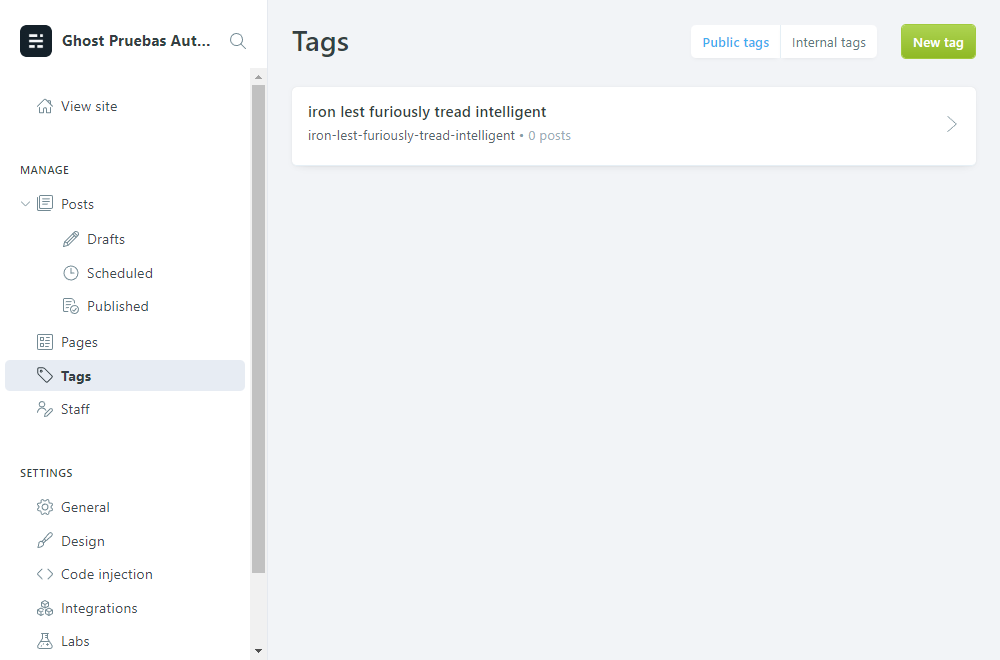 Ghost Pruebas Aut...
View site
MANAGE
Posts
Drafts
Scheduled
Published
Pages
Tags
Staff
SETTINGS
General
Design
Code injection
Integrations
Labs
Tags
Public tags
Internal tags
New tag
iron lest furiously tread intelligent
iron-lest-furiously-tread-intelligent • 0 posts